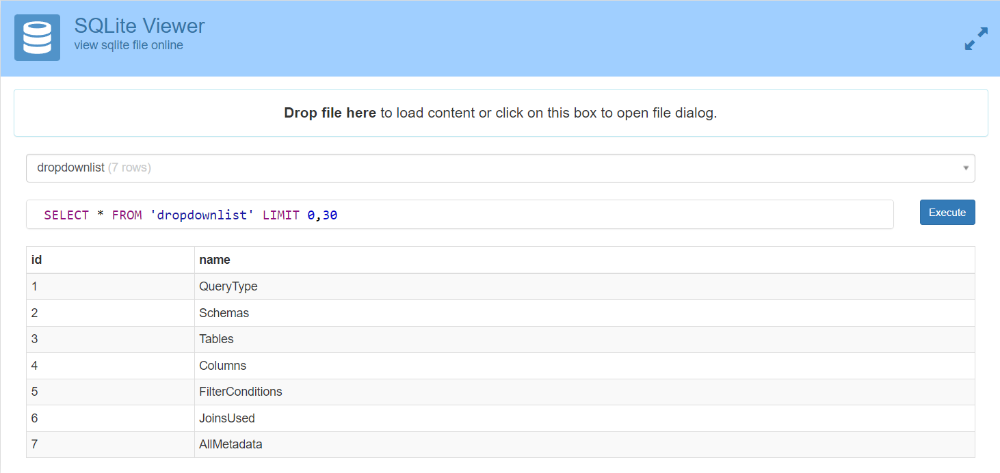 SQLite Viewer
view sqlite file online
Drop file here to load content or click on this box to open file dialog.
dropdownlist (7 rows)
SELECT * FROM 'dropdownlist' LIMIT 0,30
Execute
id name
1 QueryType
2 Schemas
3 Tables
4 Columns
5 FilterConditions
6 JoinsUsed
7 AllMetadata